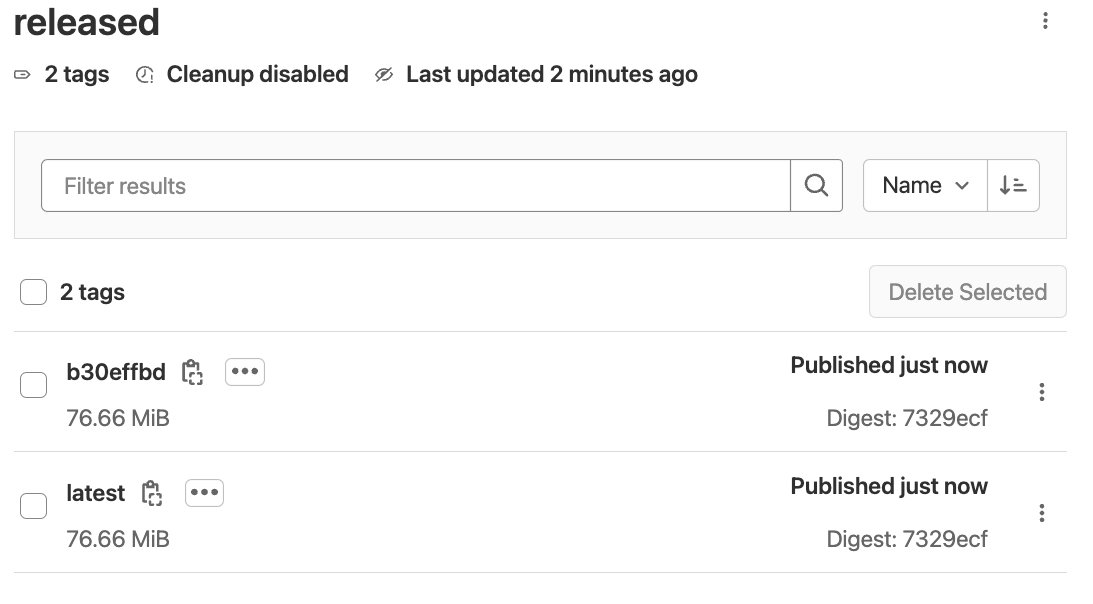 released
2 tags Cleanup disabled Last updated 2 minutes ago
Filter results Name
2 tags Delete Selected
b30effbd Published just now
76.66 MiB Digest: 7329ecf
latest Published just now
76.66 MiB Digest: 7329ecf